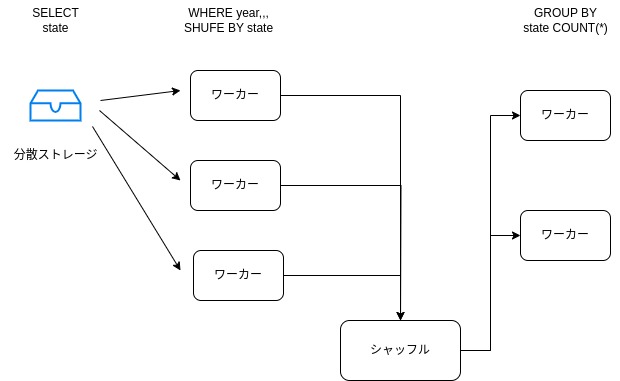 SELECT
state
WHERE year,,,
SHUFE BY state
GROUP BY
state COUNT(*)
分散ストレージ
ワーカー
ワーカー
ワーカー
シャッフル
ワーカー
ワーカー